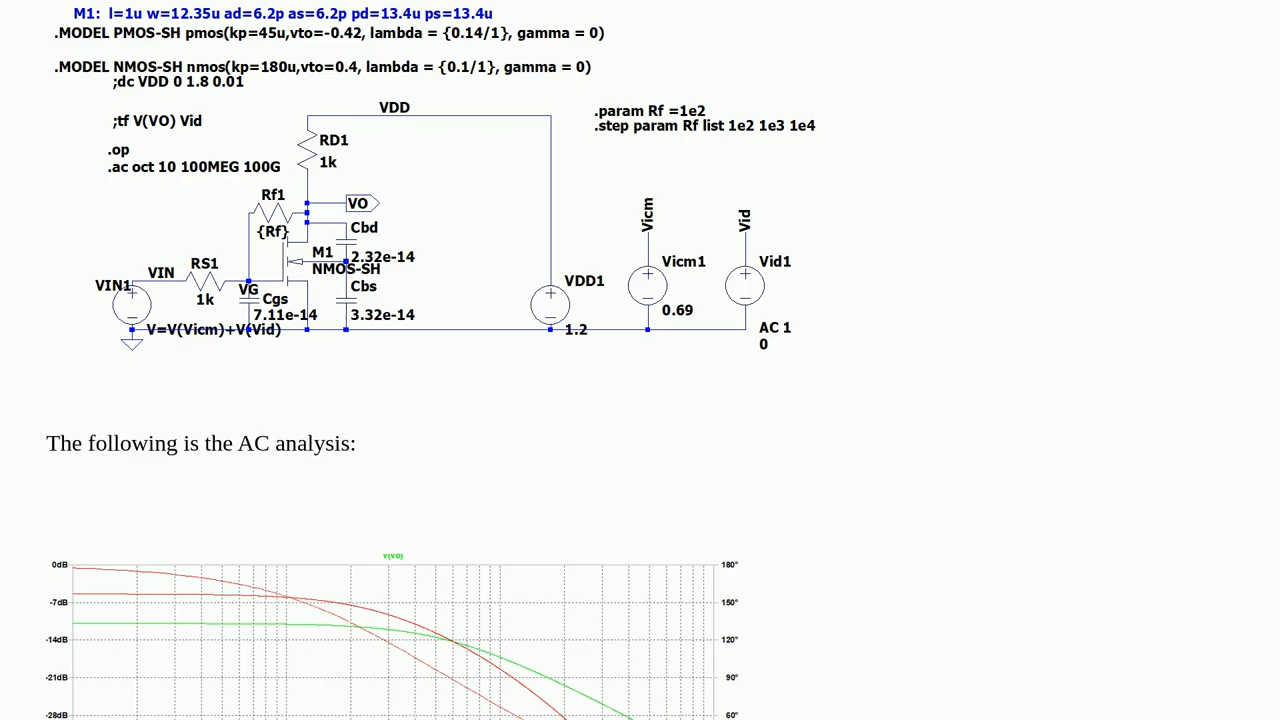 M1: l=1u w=12.35u ad=6.2p as=6.2p pd=13.4u ps=13.4u
.MODEL PMOS-SH pmos(kp=45u,vto=-0.42, lambda = {0.14/1}, gamma = 0)
.MODEL NMOS-SH nmos(kp=180u,vto=0.4, lambda = {0.1/1}, gamma = 0)
;dc VDD 0 1.8 0.01
VDD
.param Rf =1e2
;tf V(VO) Vid
.step param Rf list 1e2 1e3 1e4
RD1
1k
.op
.ac oct 10 100MEG 100G
Rf1
{Rf}
VO
Cbd
2.32e-14
Vicm
Vid
M1
NMOS-SH
RS1
1k
VIN
VIN1
VG
Cgs
7.11e-14
Cbs
3.32e-14
V=V(Vicm)+V(Vid)
VDD1
1.2
Vicm1
0.69
Vid1
AC 1
0
The following is the AC analysis:
V(VO)
0dB
180°
-7dB
150°
-14dB
120°
-21dB
90°
-28dB
60°